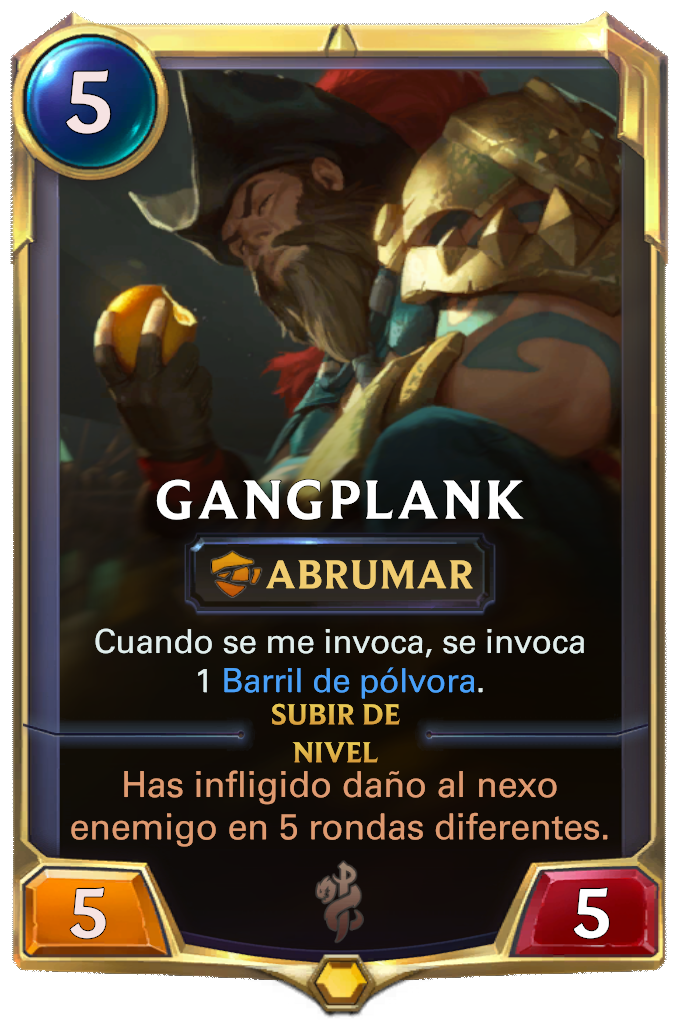 5
GANGPLANK
ABRUMAR
Cuando se me invoca, se invoca
1 Barril de pólvora.
SUBIR DE
NIVEL
Has infligido daño al nexo
enemigo en 5 rondas diferentes.
5
5